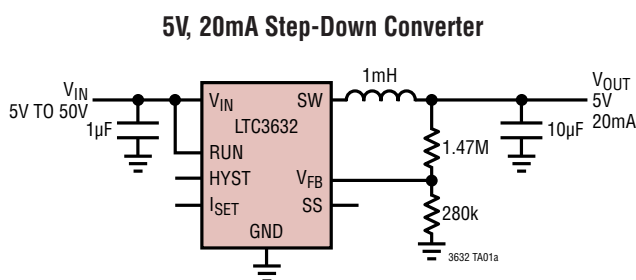 5V, 20mA Step-Down Converter
VIN
5V TO 50V
1µF
VIN
SW
LTC3632
RUN
HYST
VFB
ISET
SS
GND
1mH
1.47M
280k
10µF
VOUT
5V
20mA
3632 TA01a